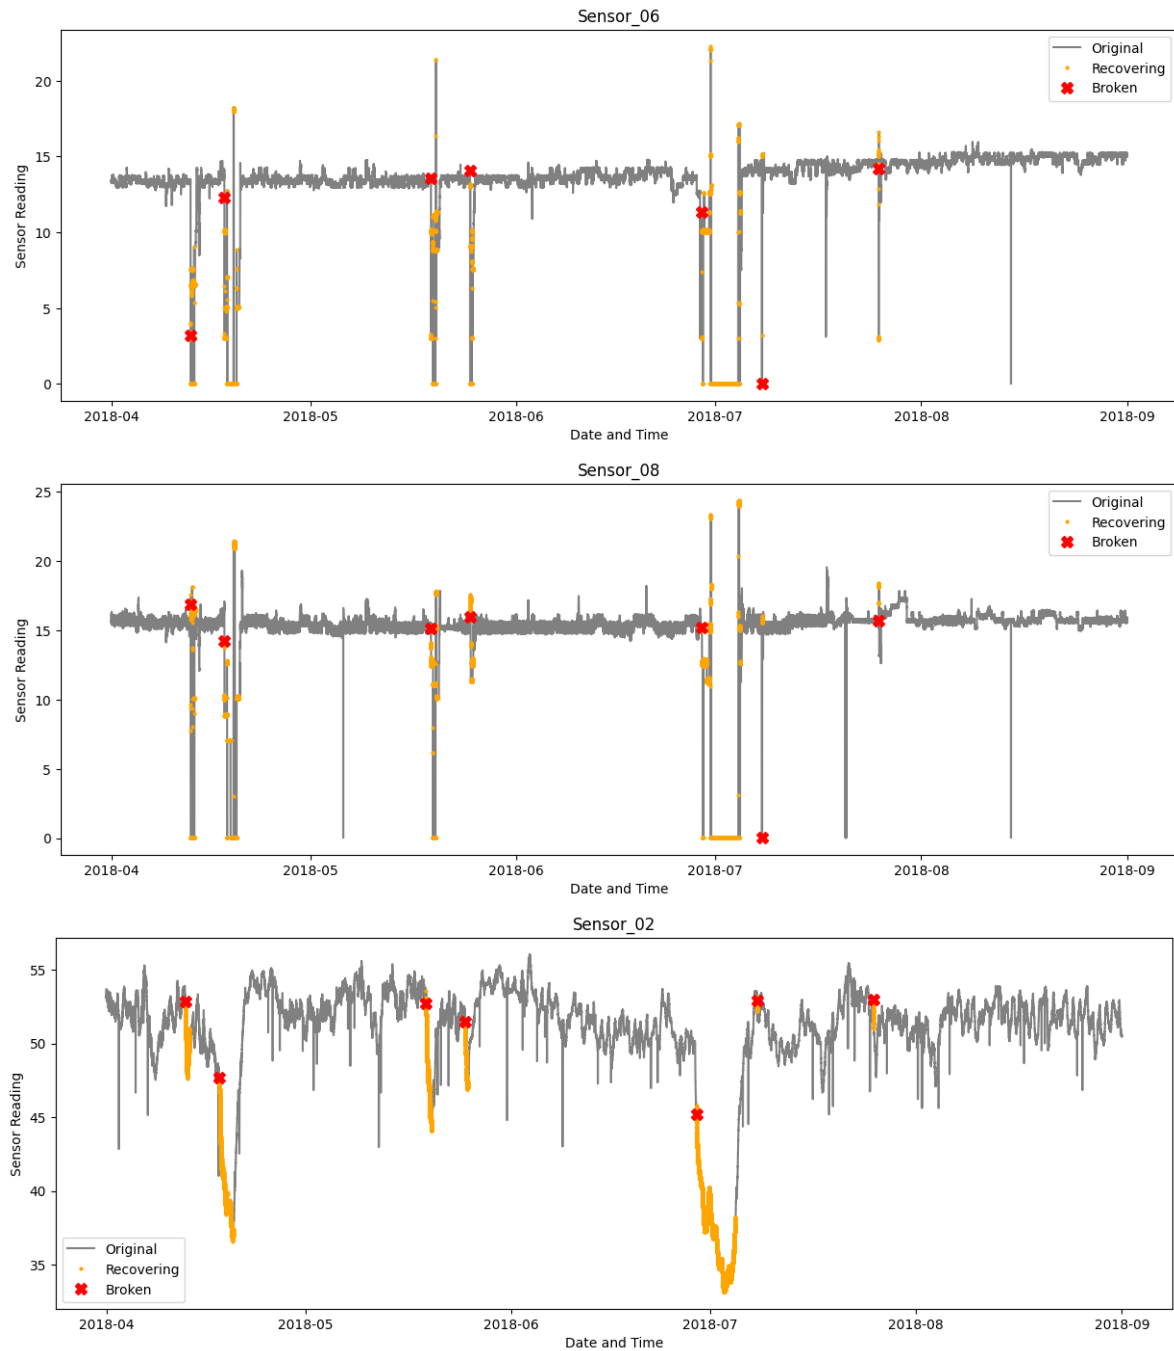 Sensor_06
Original
Recovering
Broken
20
15
10
5
0
Sensor Reading
2018-04 2018-05 2018-06 2018-07 2018-08 2018-09
Date and Time
Sensor_08
Original
Recovering
Broken
25
20
15
10
5
0
Sensor Reading
2018-04 2018-05 2018-06 2018-07 2018-08 2018-09
Date and Time
Sensor_02
55
50
45
40
35
Sensor Reading
Original
Recovering
Broken
2018-04 2018-05 2018-06 2018-07 2018-08 2018-09
Date and Time